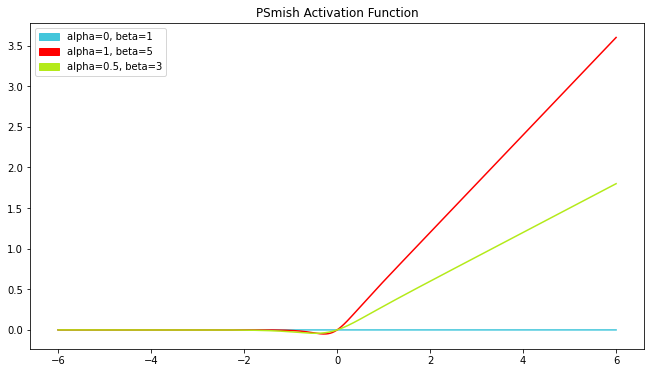 PSmish Activation Function
alpha=0, beta=1
alpha=1, beta=5
alpha=0.5, beta=3
3.5
3.0
2.5
2.0
1.5
1.0
0.5
0.0
−6 −4 −2 0 2 4 6